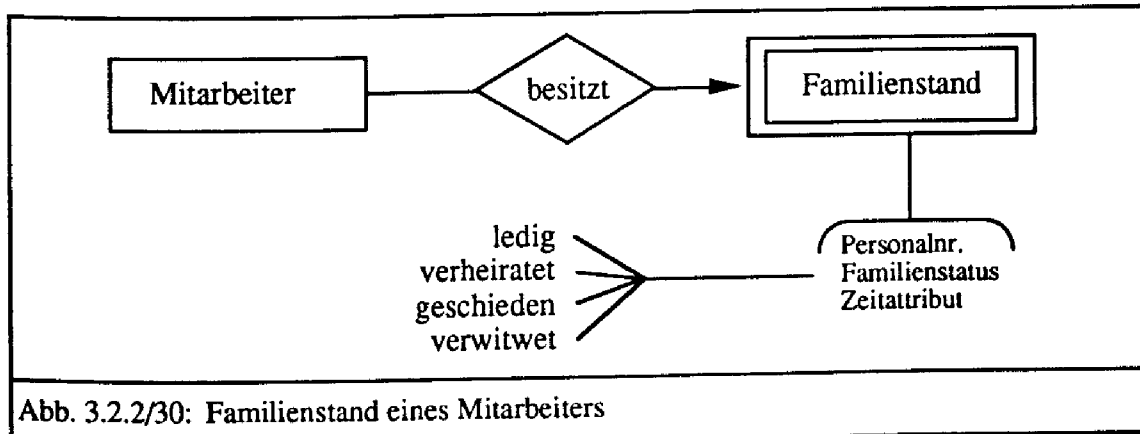 Mitarbeiter
besitzt
Familienstand
ledig
verheiratet
geschieden
verwitwet
Personalnr.
Familienstatus
Zeitattribut
Abb. 3.2.2/30: Familienstand eines Mitarbeiters